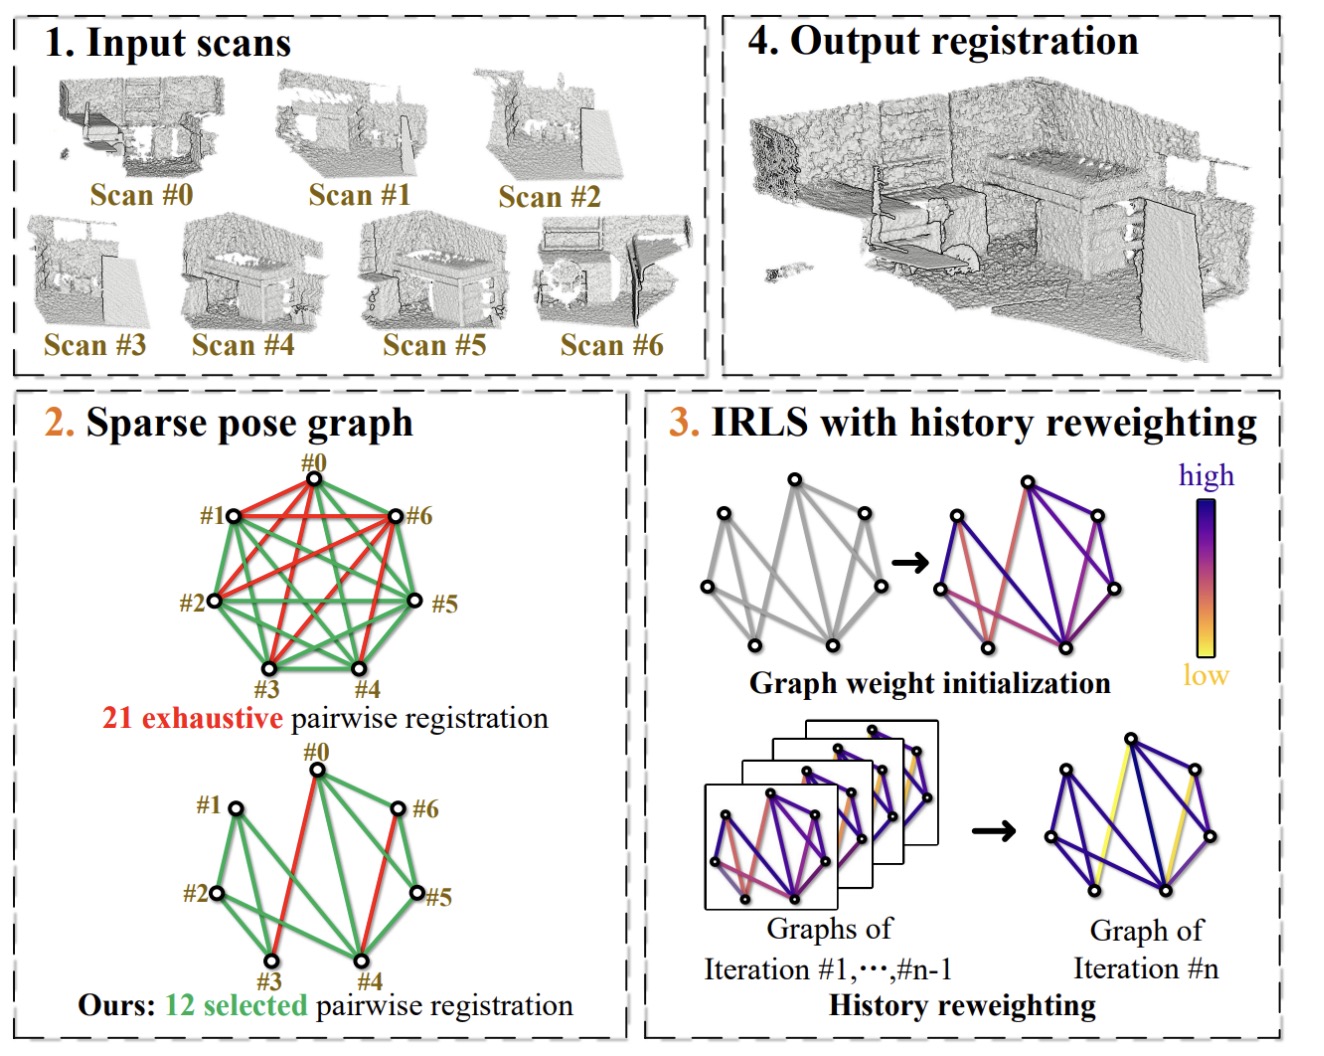 1. Input scans
Scan #0
Scan #1
Scan #2
Scan #3
Scan #4
Scan #5
Scan #6
4. Output registration
2. Sparse pose graph
#0
#1
#6
#2
#5
#3
#4
21 exhaustive pairwise registration
#0
#1
#6
#2
#5
#3
#4
Ours: 12 selected pairwise registration
3. IRLS with history reweighting
high
low
Graph weight initialization
Graphs of
Iteration #1,···,#n-1
Graph of
Iteration #n
History reweighting